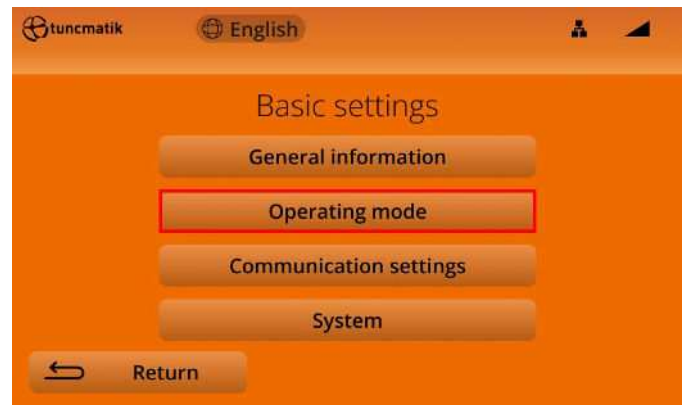 tuncmatik
English
Basic settings
General information
Operating mode
Communication settings
System
Return